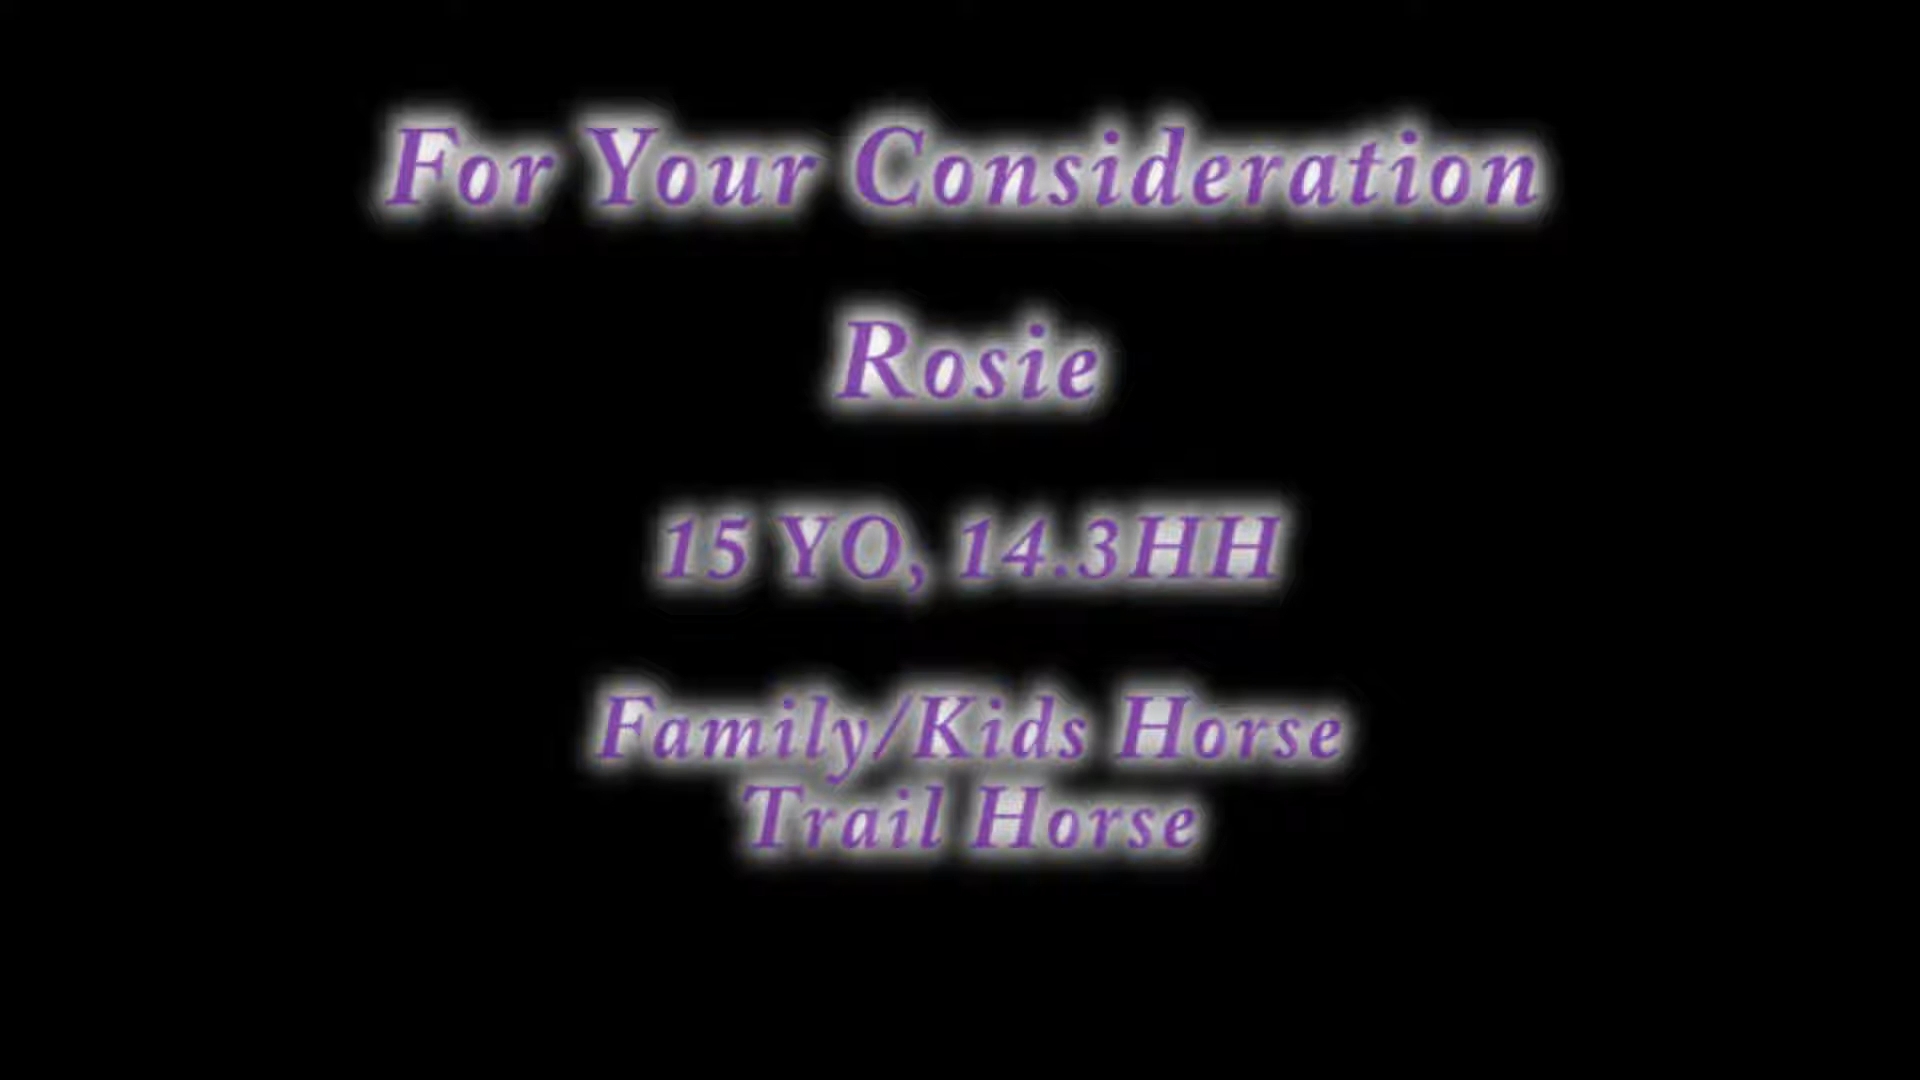 For Your Consideration
Rosie
15 YO, 14.3HH
Family/Kids Horse
Trail Horse